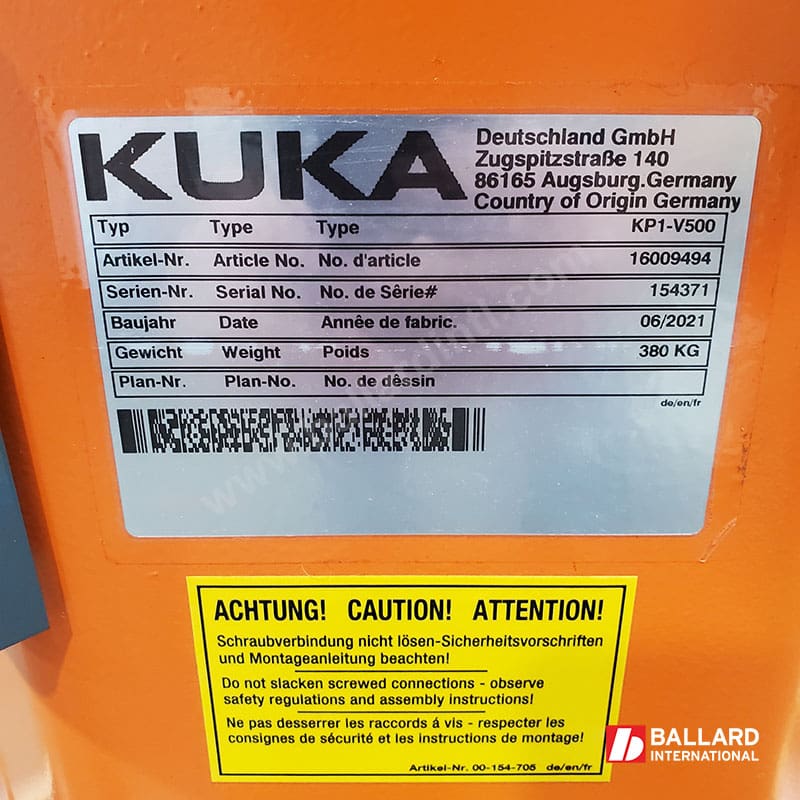 KUKA
Deutschland GmbH
Zugspitzstraße 140
86165 Augsburg.Germany
Country of Origin Germany
Typ Type Type KP1-V500
Artikel-Nr. Article No. No. d'article 16009494
Serien-Nr. Serial No. No. de Sêrie# 154371
Baujahr Date Annêe de fabric. 06/2021
Gewicht Weight Poids 380 KG
Plan-Nr. Plan-No. No. de dêssin
de/en/fr
ACHTUNG! CAUTION! ATTENTION!
Schraubverbindung nicht lösen-Sicherheitsvorschriften
und Montageanleitung beachten!
Do not slacken screwed connections - observe
safety regulations and assembly instructions!
Ne pas desserrer les raccords á vis - respecter les
consignes de sécurité et les instructions de montage!
Artikel-Nr. 00-154-705 de/en/fr
BALLARD
INTERNATIONAL